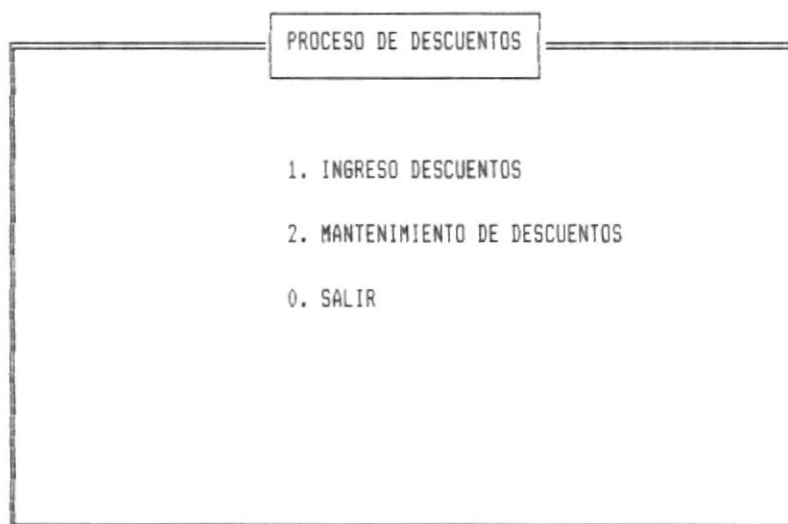 PROCESO DE DESCUENTOS
1. INGRESO DESCUENTOS
2. MANTENIMIENTO DE DESCUENTOS
0. SALIR